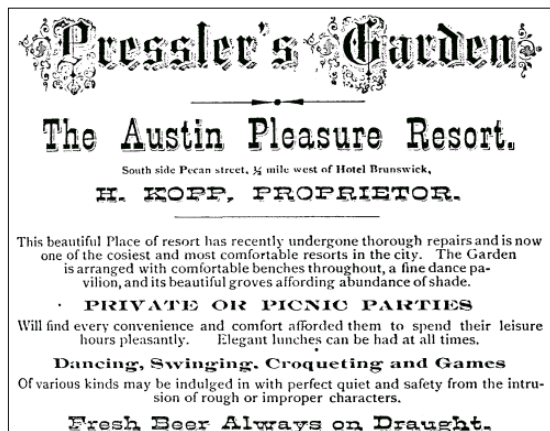 Pressler's Garden
The Austin Pleasure Resort.
South side Pecan street, ½ mile west of Hotel Brunswick,
H. KOPP, PROPRIETOR.
This beautiful Place of resort has recently undergone thorough repairs and is now
one of the cosiest and most comfortable resorts in the city. The Garden
is arranged with comfortable benches throughout, a fine dance pa-
vilion, and its beautiful groves affording abundance of shade.
PRIVATE OR PICNIC PARTIES
Will find every convenience and comfort afforded them to spend their leisure
hours pleasantly. Elegant lunches can be had at all times.
Dancing, Swinging, Croqueting and Games
Of various kinds may be indulged in with perfect quiet and safety from the intru-
sion of rough or improper characters.
Fresh Beer Always on Draught.